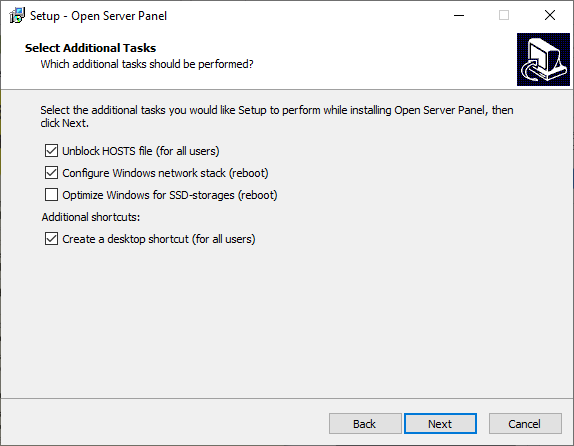 Setup - Open Server Panel
Select Additional Tasks
Which additional tasks should be performed?
Select the additional tasks you would like Setup to perform while installing Open Server Panel, then
click Next.
Unblock HOSTS file (for all users)
Configure Windows network stack (reboot)
Optimize Windows for SSD-storages (reboot)
Additional shortcuts:
Create a desktop shortcut (for all users)
Back
Next
Cancel